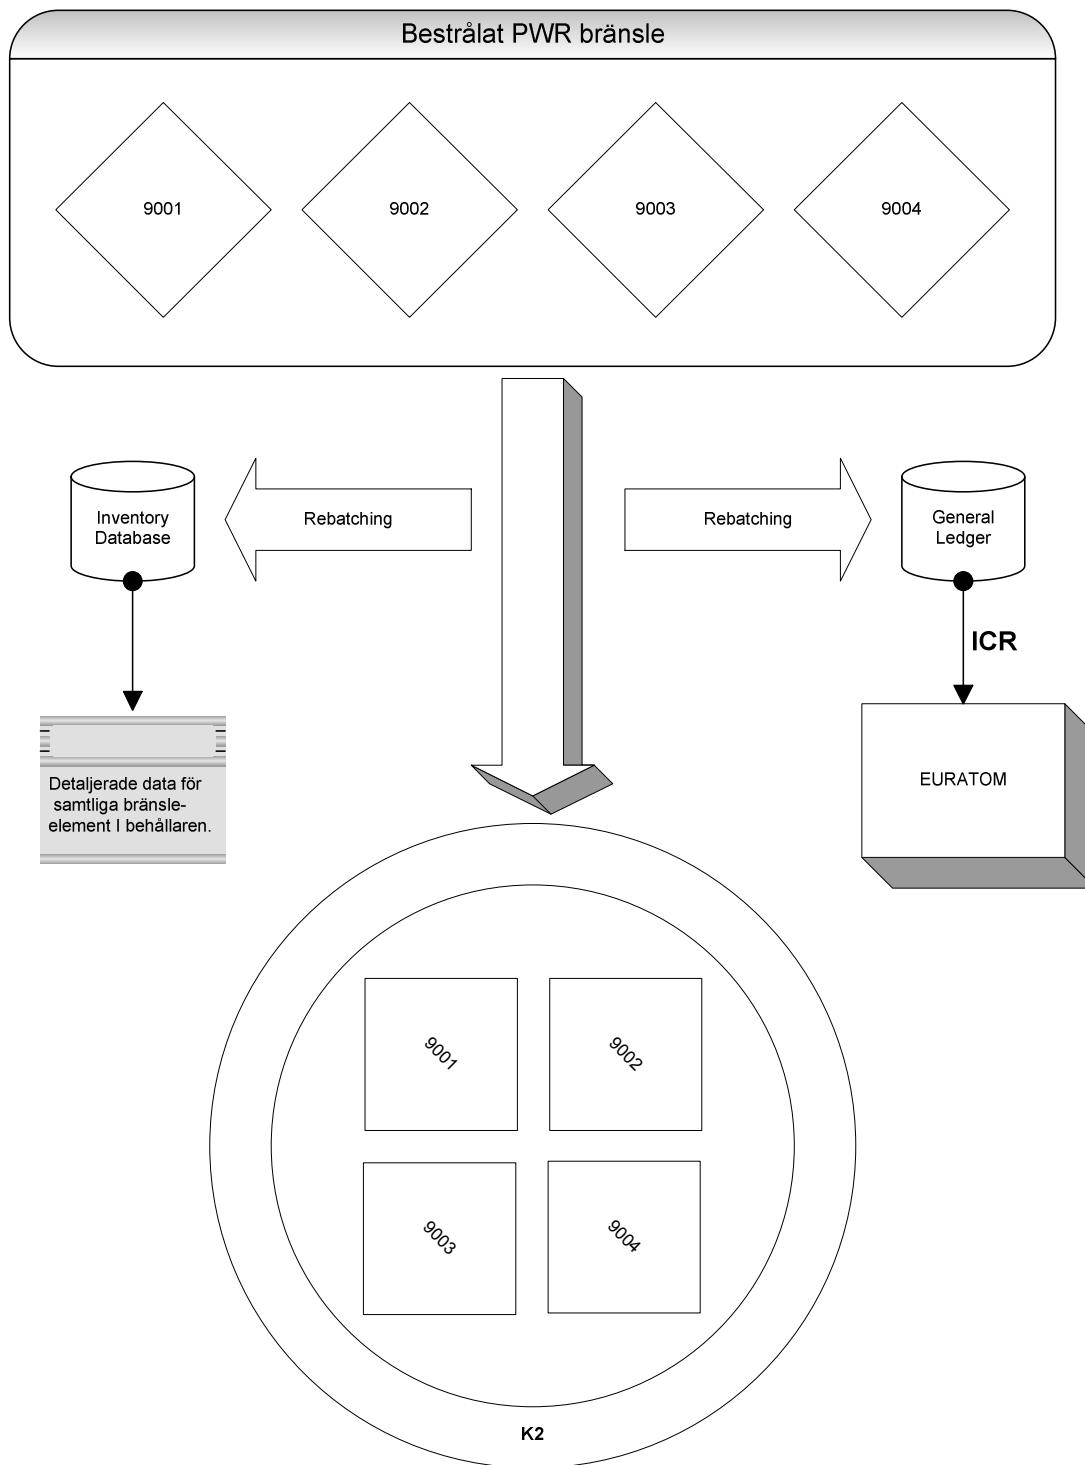 Bestrålat PWR bränsle
9001
9002
9003
9004
Inventory
Database
Rebatching
Rebatching
General
Ledger
ICR
Detaljerade data för
samtliga bränsle-
element I behållaren.
EURATOM
9001
9002
9003
9004
K2